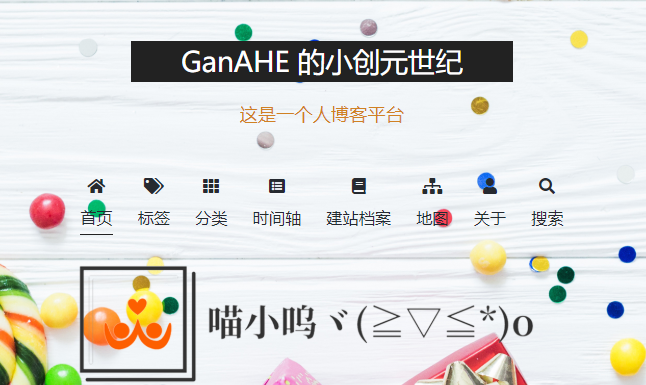 GanAHE 的小创元世纪
这是一个人博客平台
首页 标签 分类 时间轴 建站档案 地图 关于 搜索
喵小呜ヾ(≧▽≦*)o